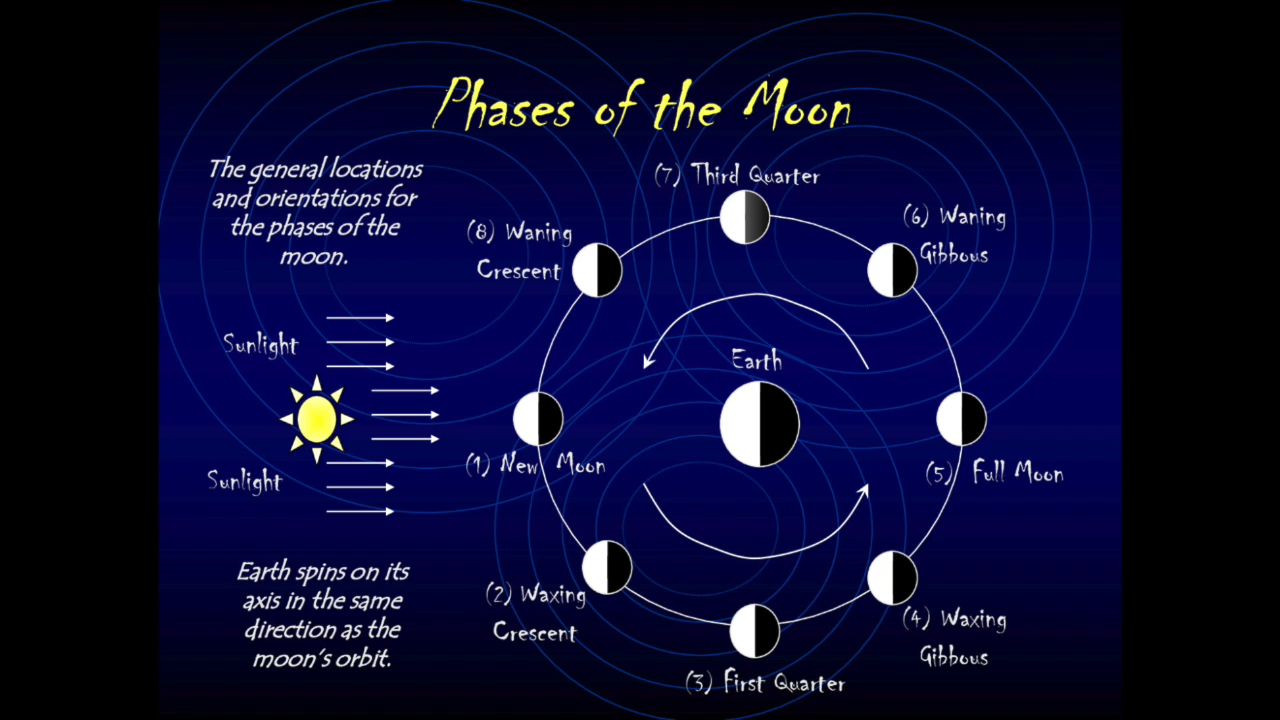 Phases of the Moon
The general locations
and orientations for
the phases of the
moon.
(7) Third Quarter
(8) Waning
Crescent
(6) Waning
Gibbous
Sunlight
Earth
(1) New Moon
(5) Full Moon
Sunlight
Earth spins on its
axis in the same
direction as the
moon's orbit.
(2) Waxing
Crescent
(4) Waxing
Gibbous
(3) First Quarter